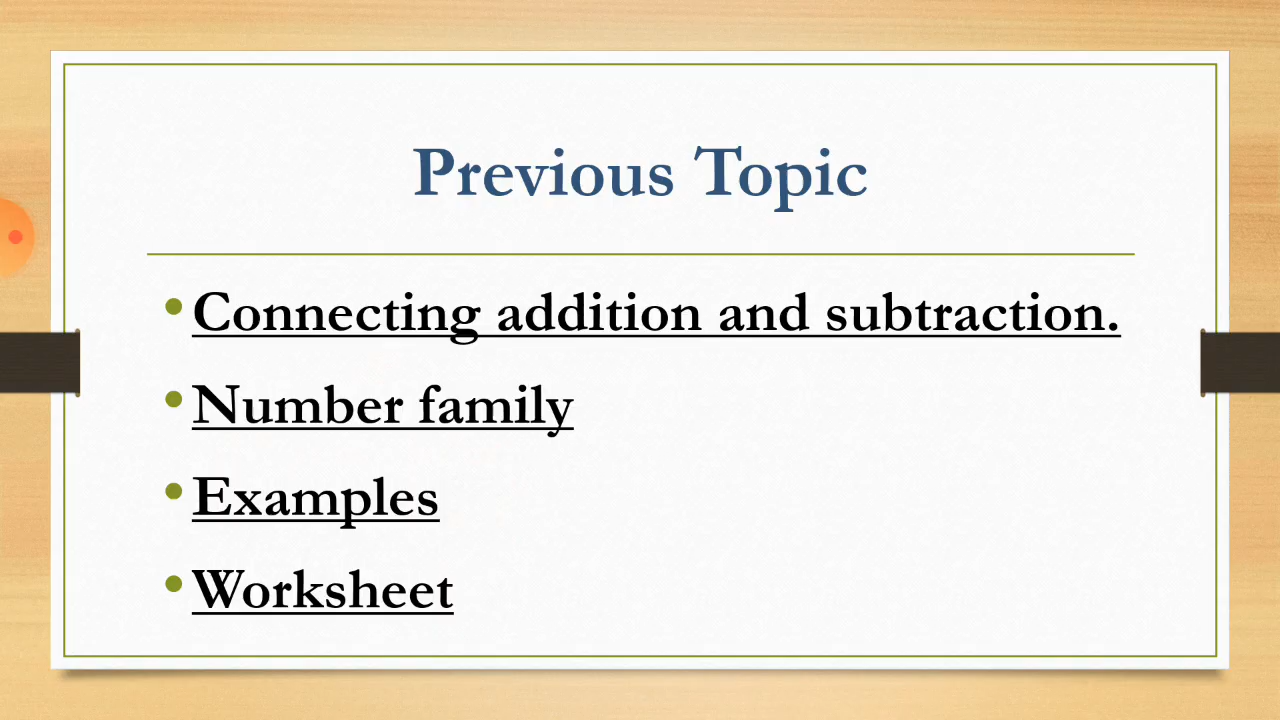 Previous Topic
• Connecting addition and subtraction.
• Number family
• Examples
• Worksheet